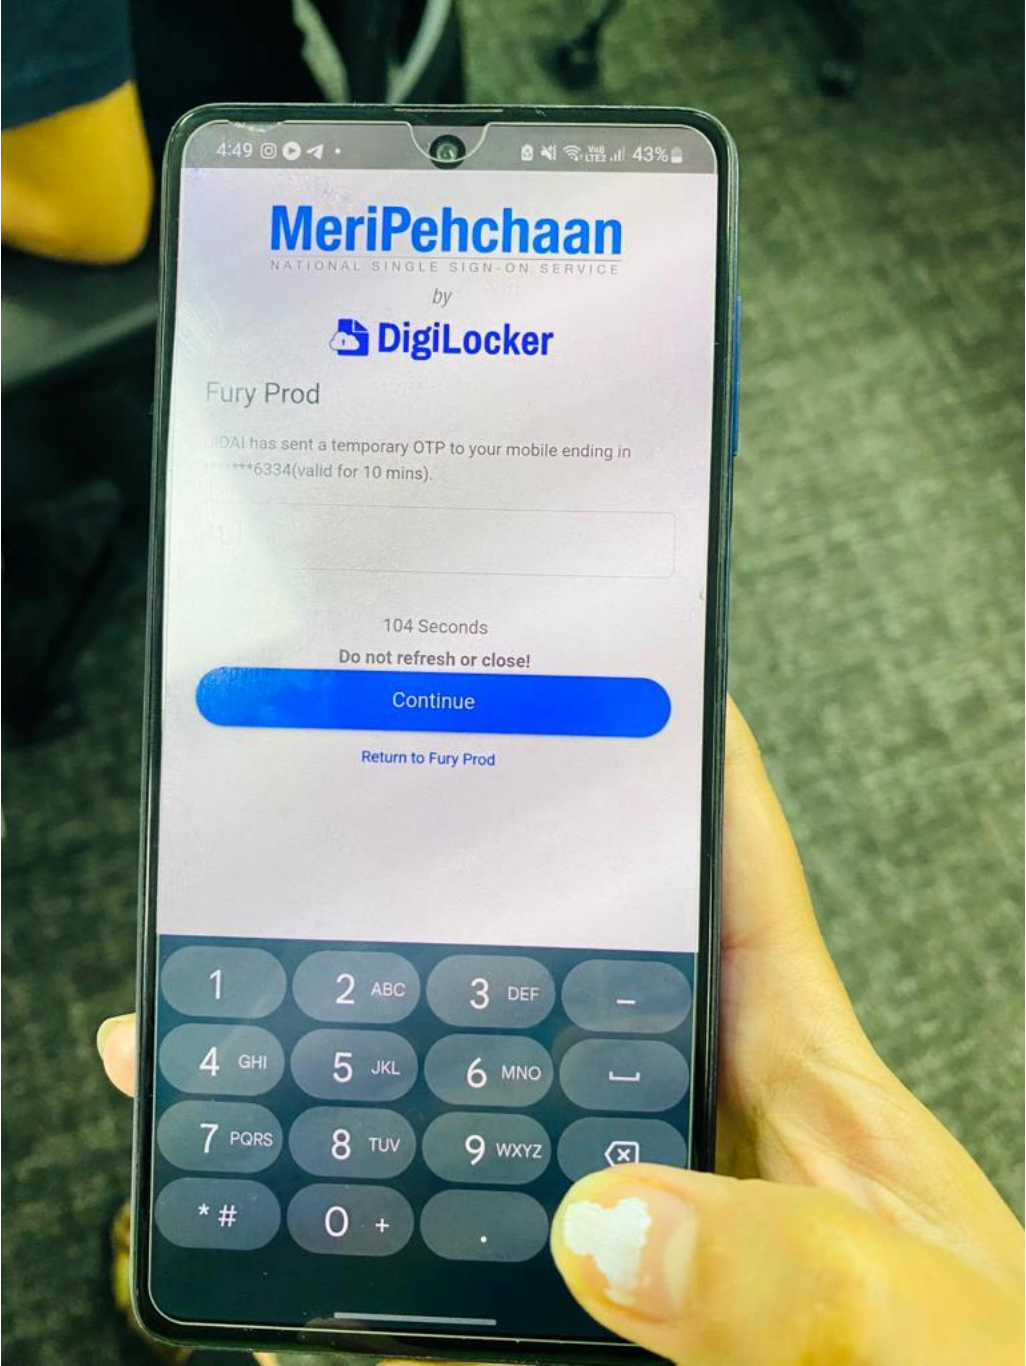 4:49 43%
VoB
LTE2
MeriPehchaan
NATIONAL SINGLE SIGN-ON SERVICE
by
DigiLocker
Fury Prod
UIDAI has sent a temporary OTP to your mobile ending in
******6334(valid for 10 mins).
104 Seconds
Do not refresh or close!
Continue
Return to Fury Prod
1 2 ABC 3 DEF –
4 GHI 5 JKL 6 MNO
7 PQRS 8 TUV 9 WXYZ
* # 0 + .